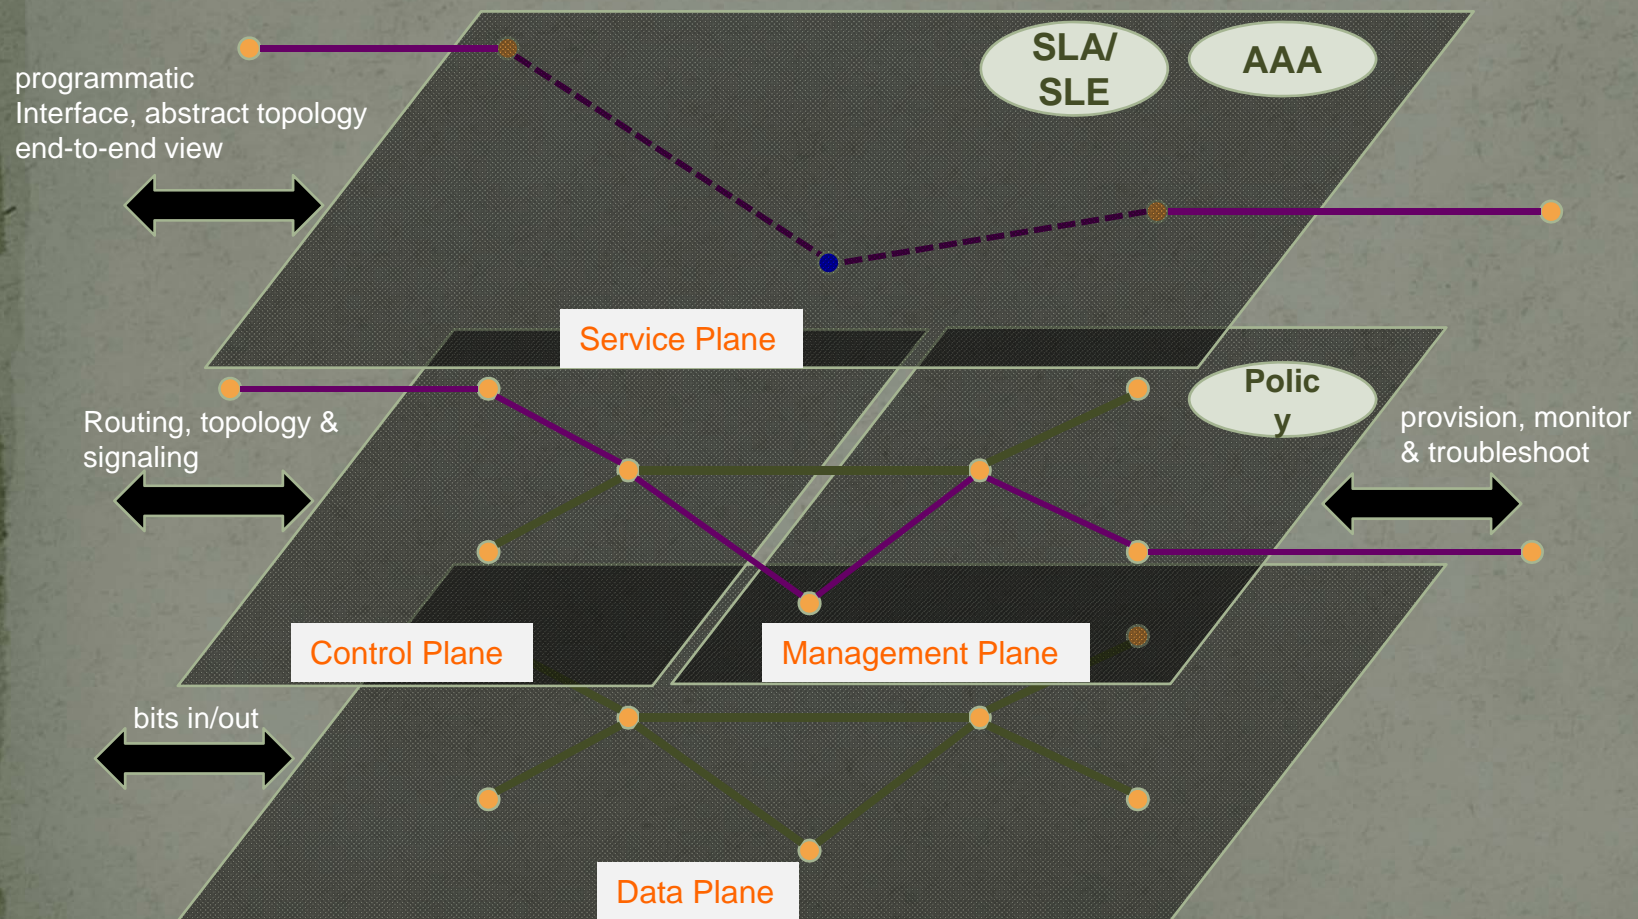 SLA/
SLE
AAA
programmatic
Interface, abstract topology
end-to-end view
Service Plane
Polic
y
Routing, topology &
signaling
provision, monitor
& troubleshoot
Control Plane
Management Plane
bits in/out
Data Plane